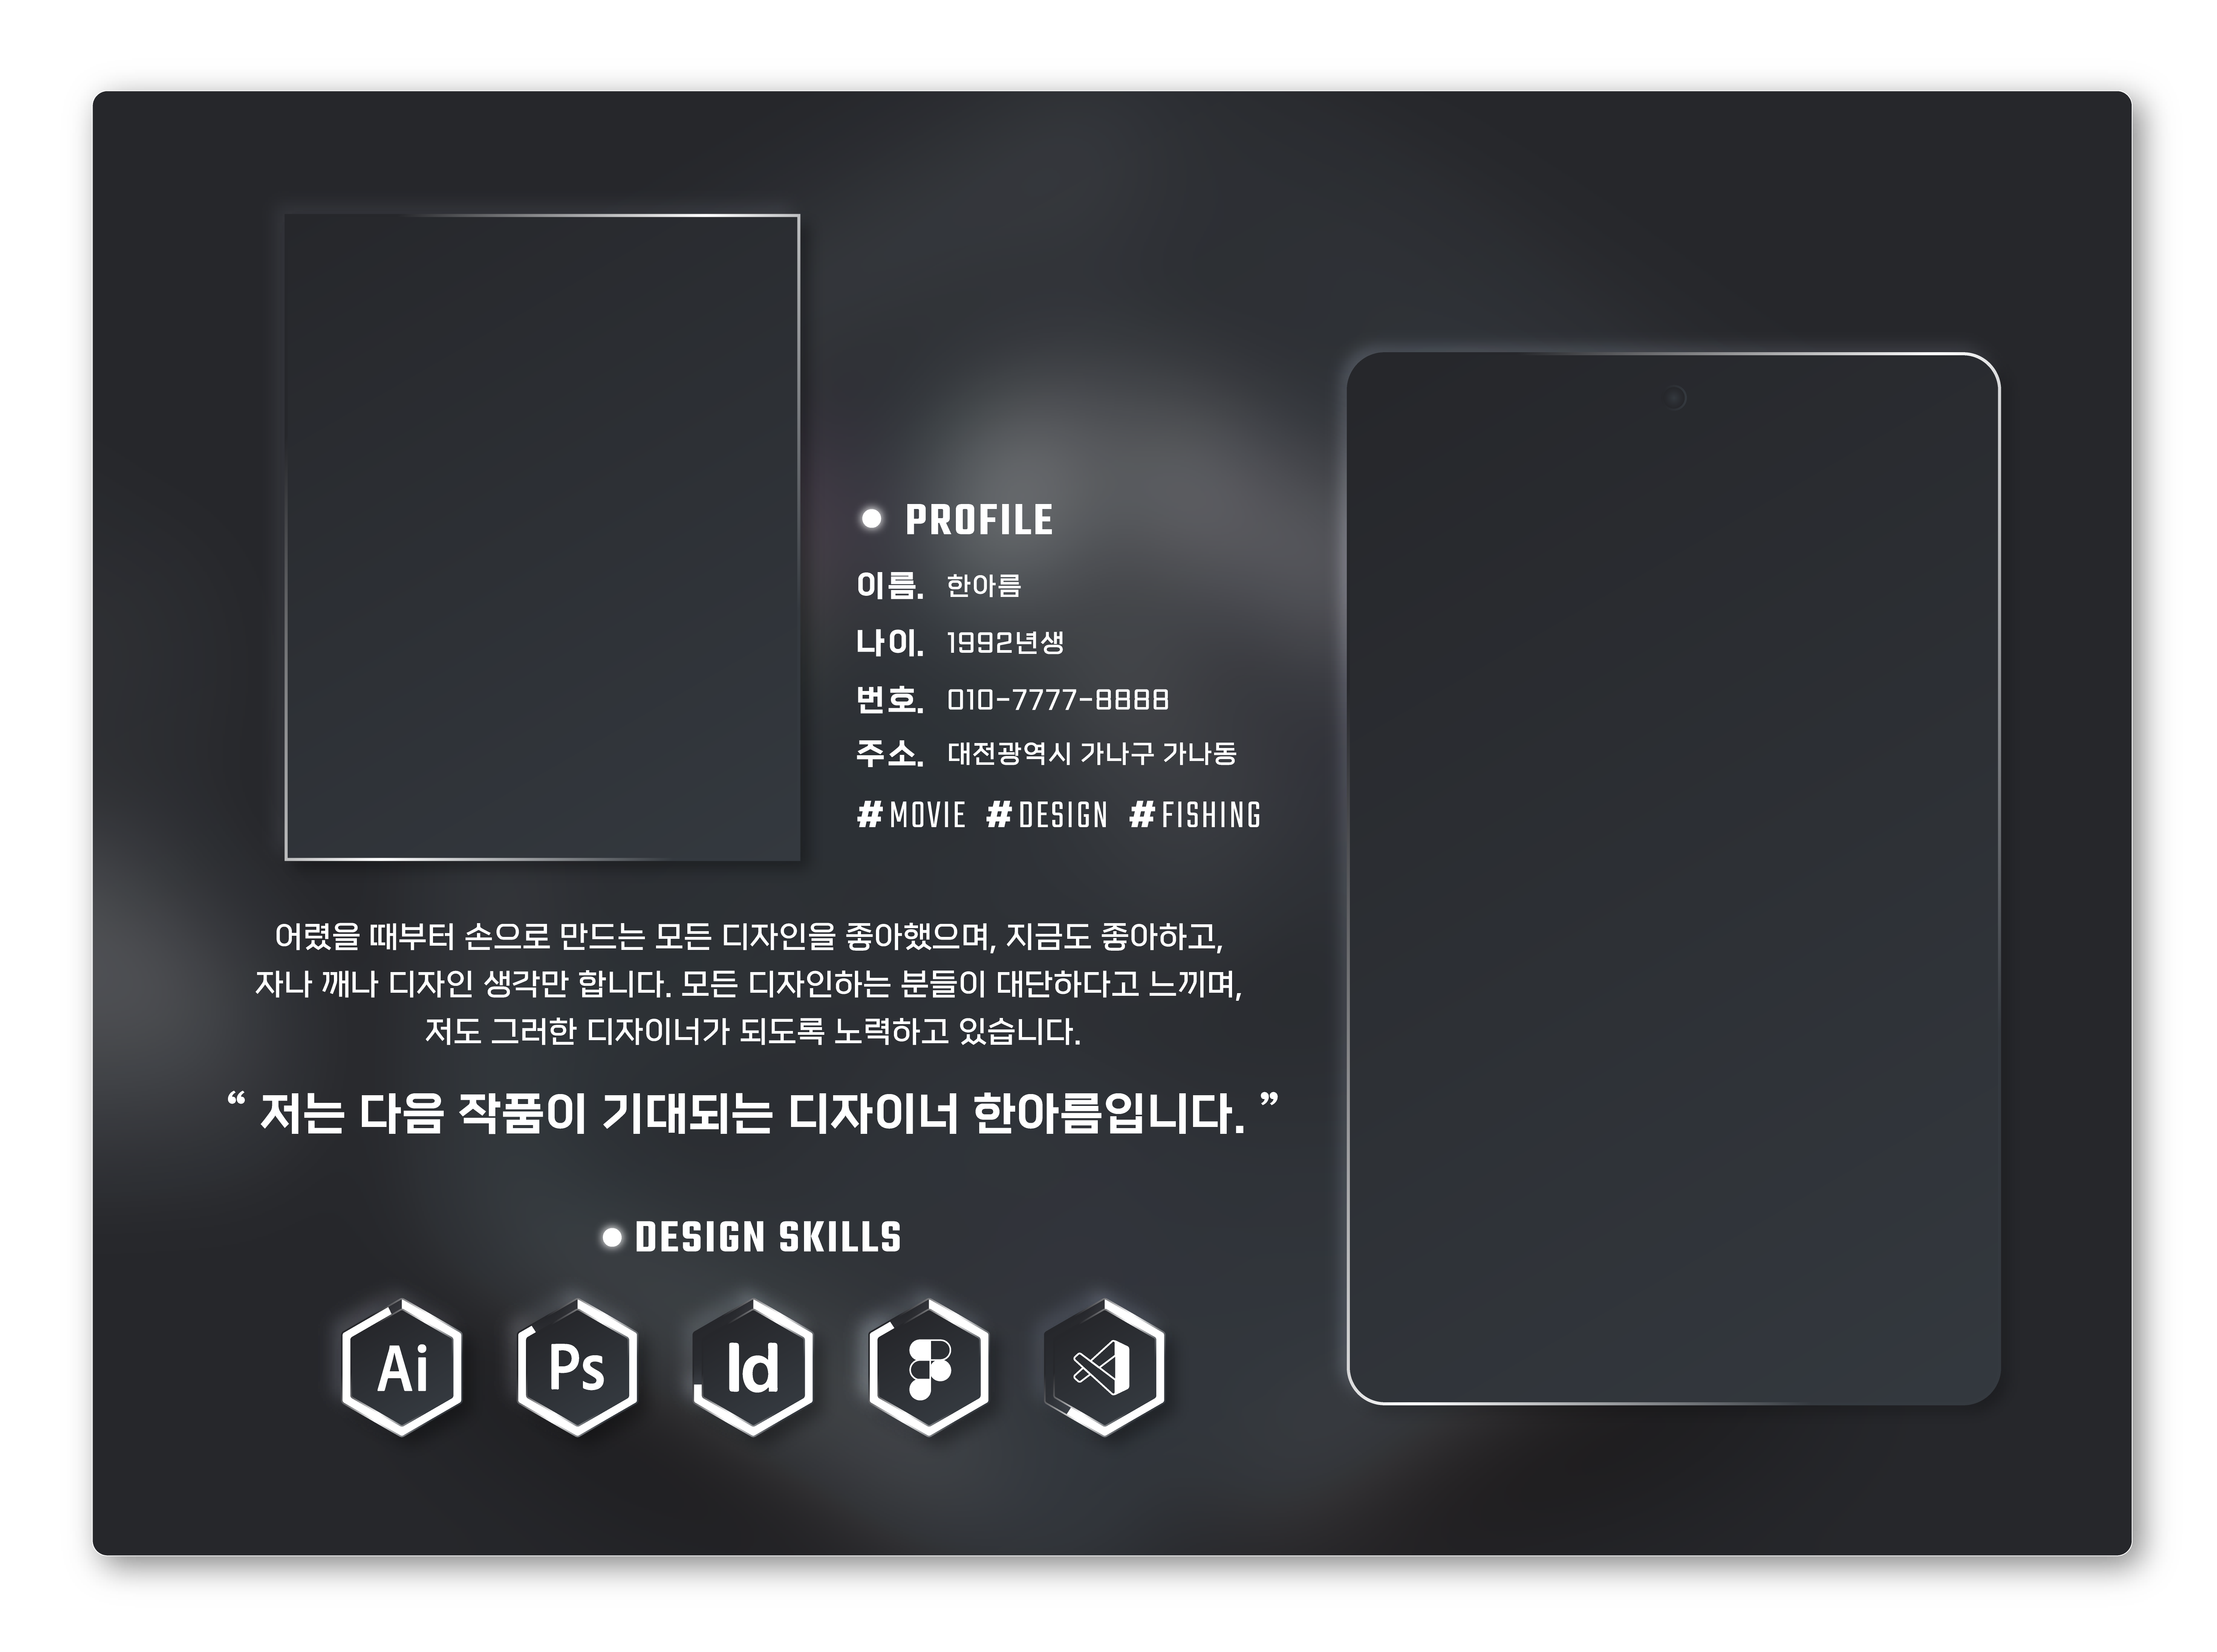 PROFILE
이름. 한아름
나이. 1992년생
번호. 010-7777-8888
주소. 대전광역시 가나구 가나동
#MOVIE #DESIGN #FISHING
어렸을 때부터 손으로 만드는 모든 디자인을 좋아했으며, 지금도 좋아하고,
자나 깨나 디자인 생각만 합니다. 모든 디자인하는 분들이 대단하다고 느끼며,
저도 그러한 디자이너가 되도록 노력하고 있습니다.
“ 저는 다음 작품이 기대되는 디자이너 한아름입니다. ”
DESIGN SKILLS
Ai Ps Id